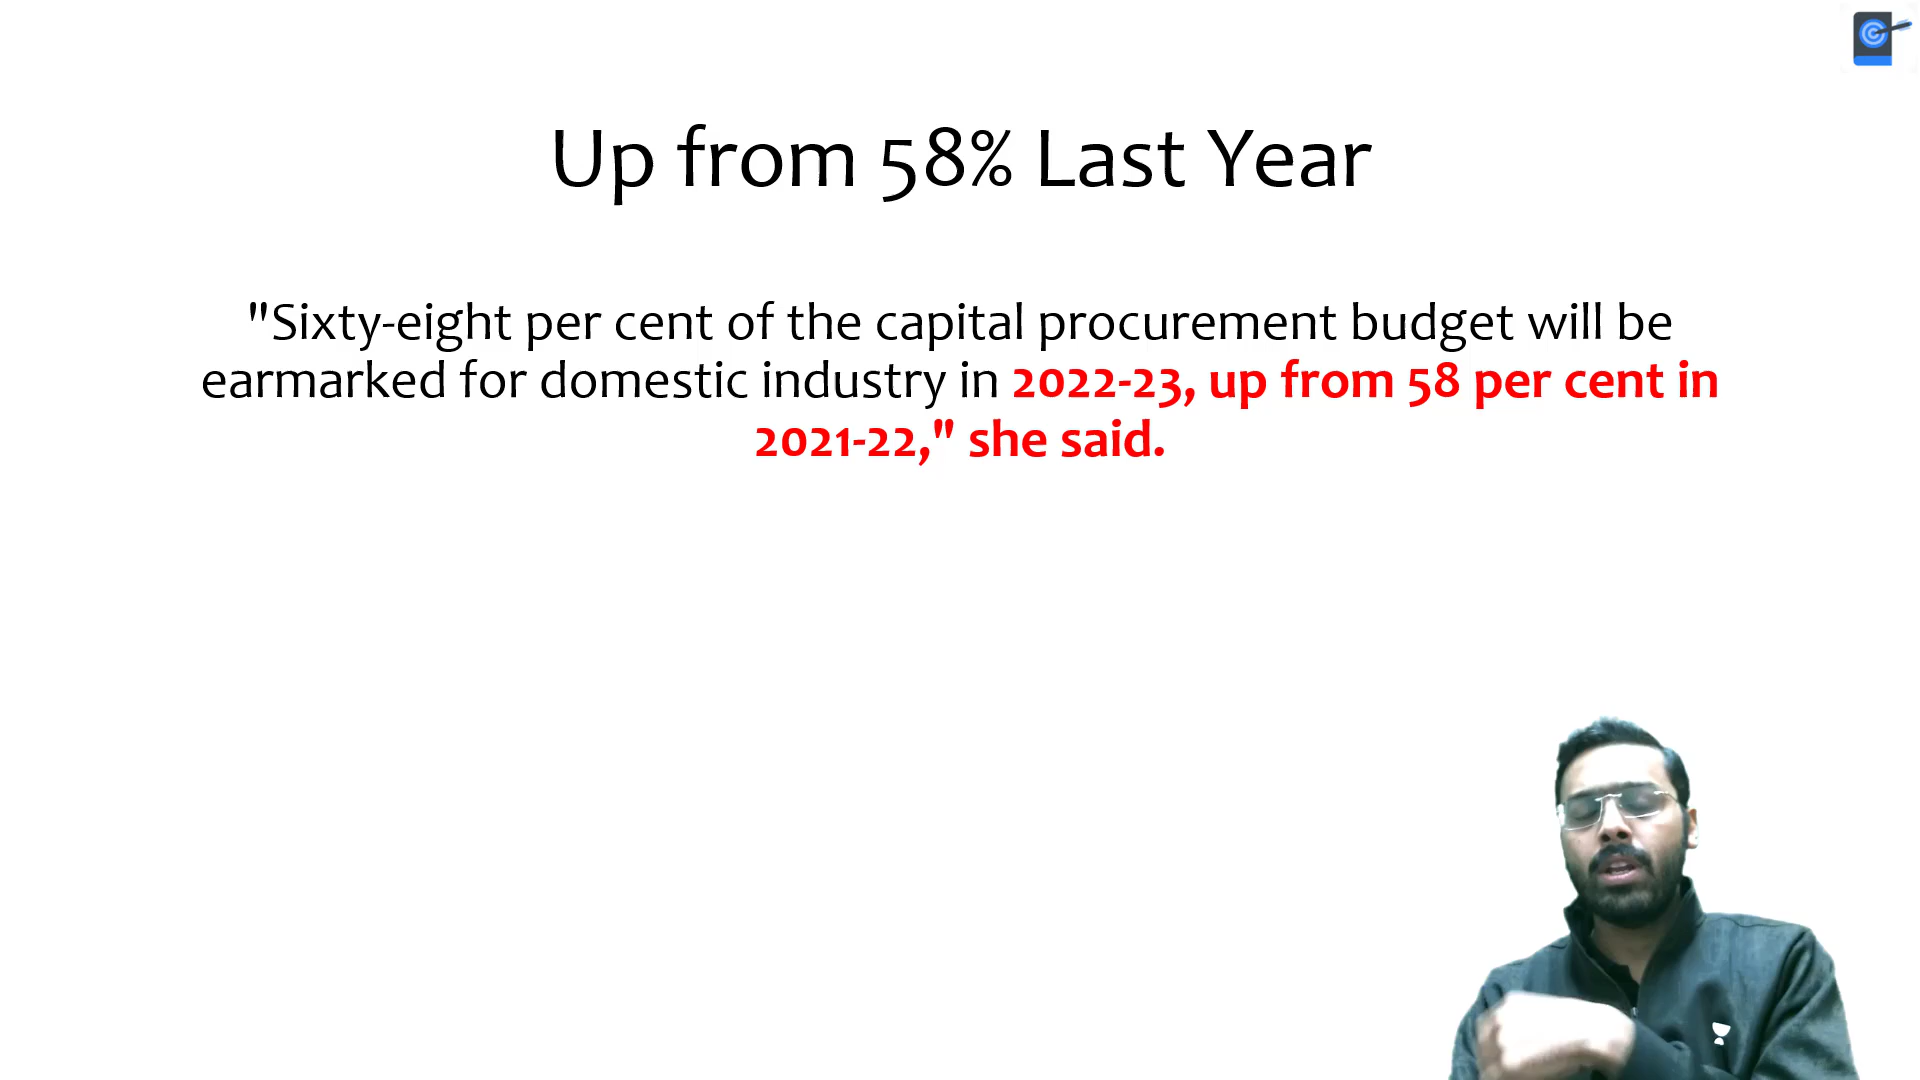 Up from 58% Last Year
"Sixty-eight per cent of the capital procurement budget will be
earmarked for domestic industry in 2022-23, up from 58 per cent in
2021-22," she said.